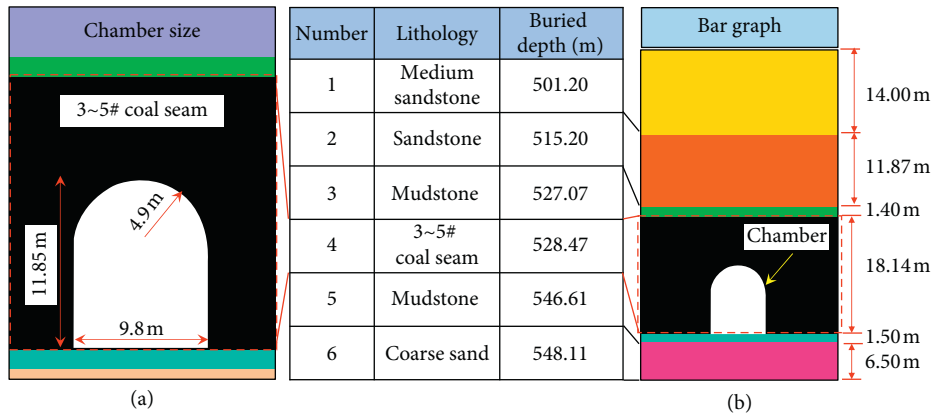 Chamber size
3~5# coal seam
4.9 m
11.85 m
9.8 m
(a)
Number Lithology Buried depth (m)
1 Medium sandstone 501.20
2 Sandstone 515.20
3 Mudstone 527.07
4 3~5# coal seam 528.47
5 Mudstone 546.61
6 Coarse sand 548.11
Bar graph
14.00 m
11.87 m
1.40 m
Chamber
18.14 m
1.50 m
6.50 m
(b)